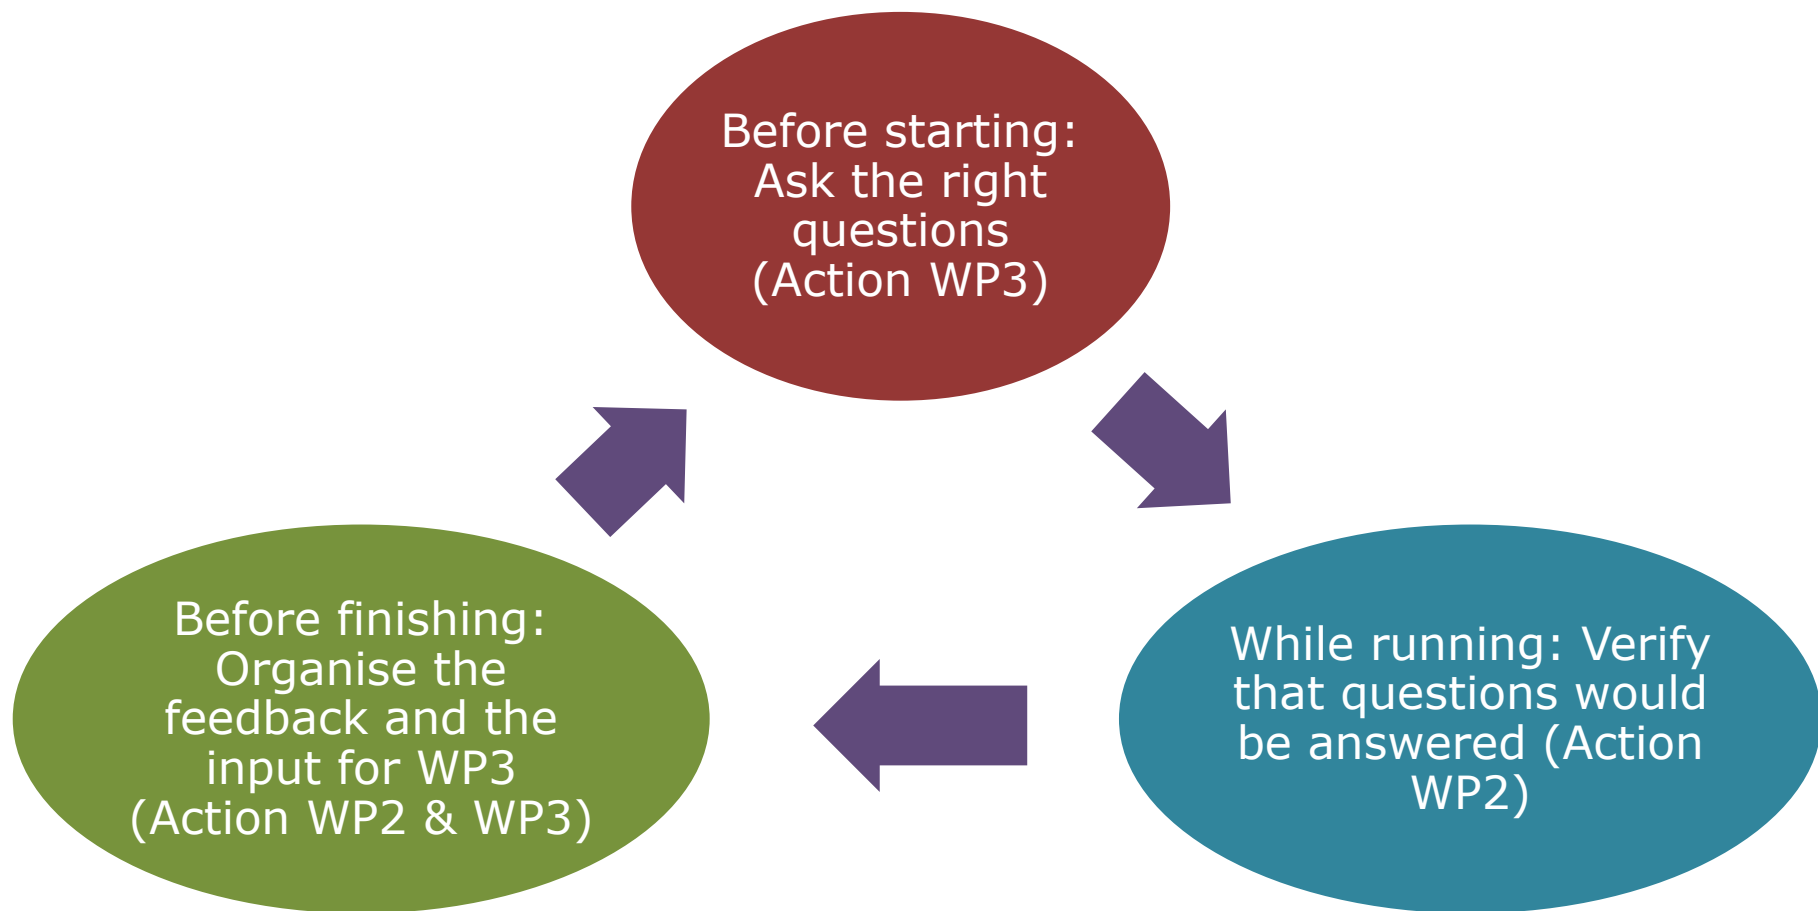 Before starting:
Ask the right
questions
(Action WP3)
While running: Verify
that questions would
be answered (Action
WP2)
Before finishing:
Organise the
feedback and the
input for WP3
(Action WP2 & WP3)